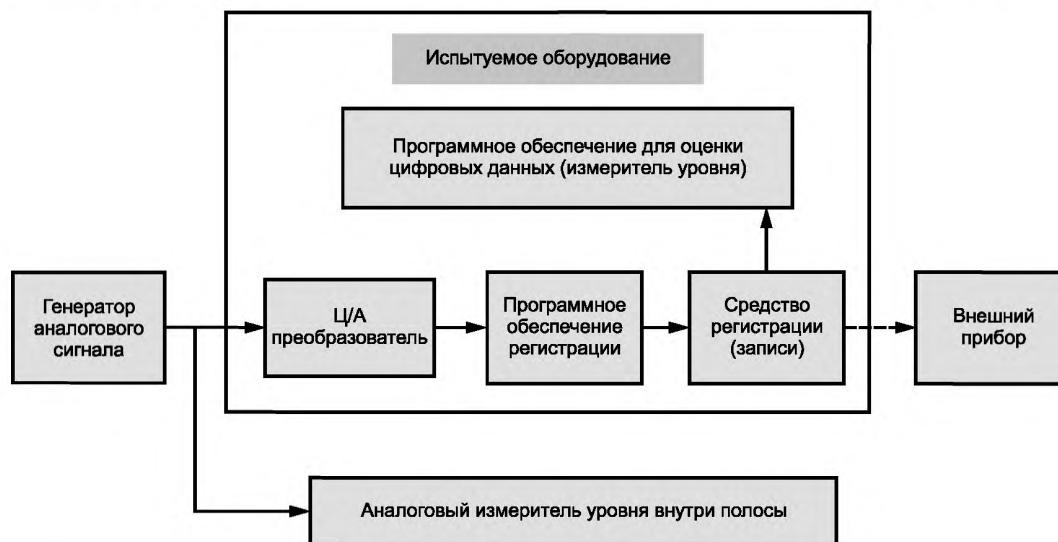 Испытуемое оборудование
Программное обеспечение для оценки
цифровых данных (измеритель уровня)
Генератор
аналогового
сигнала
Ц/А
преобразователь
Программное
обеспечение
регистрации
Средство
регистрации
(записи)
Внешний
прибор
Аналоговый измеритель уровня внутри полосы